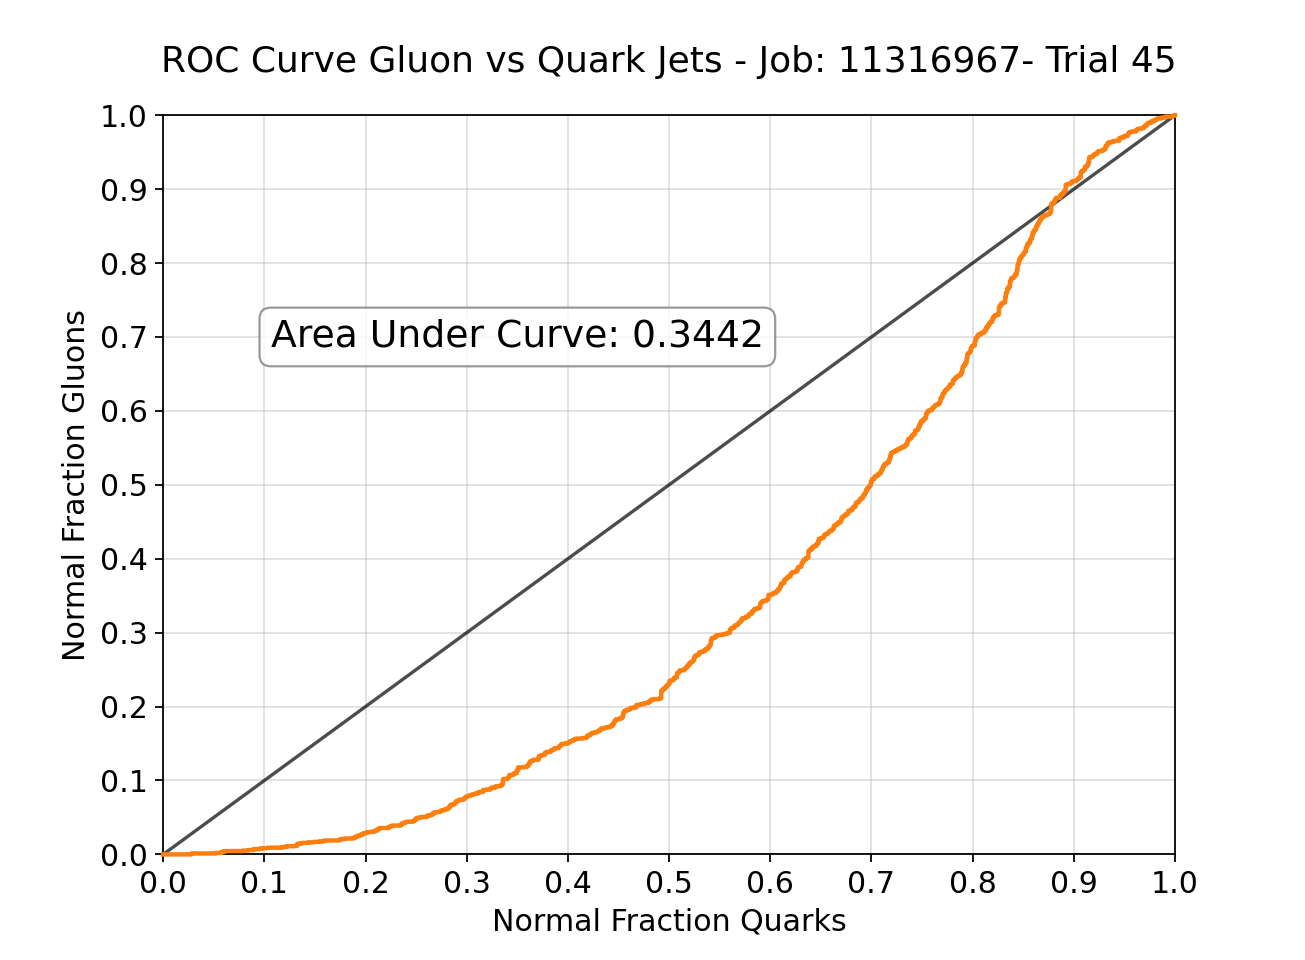 ROC Curve Gluon vs Quark Jets - Job: 11316967- Trial 45
1.0
0.9
0.8
0.7
0.6
0.5
0.4
0.3
0.2
0.1
0.0
Normal Fraction Gluons
Area Under Curve: 0.3442
0.0 0.1 0.2 0.3 0.4 0.5 0.6 0.7 0.8 0.9 1.0
Normal Fraction Quarks